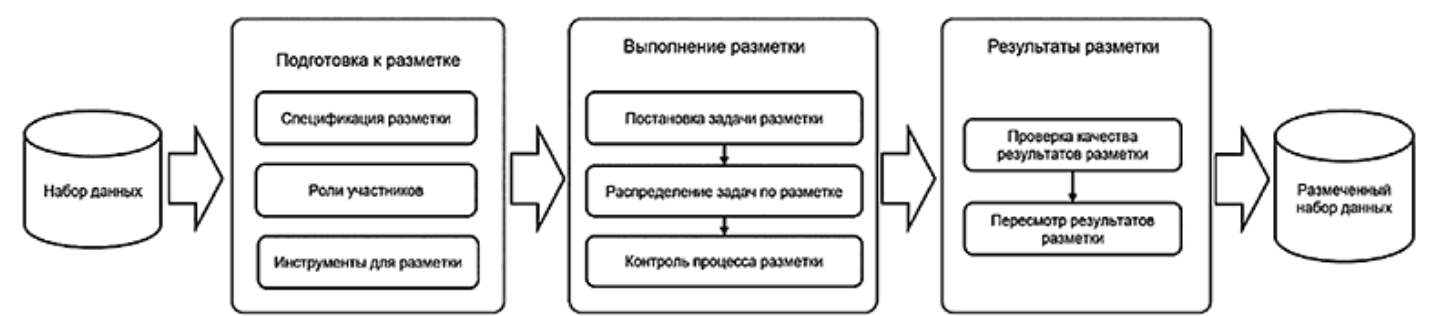 Набор данных
Подготовка к разметке
Спецификация разметки
Роли участников
Инструменты для разметки
Выполнение разметки
Постановка задачи разметки
Распределение задач по разметке
Контроль процесса разметки
Результаты разметки
Проверка качества
результатов разметки
Пересмотр результатов
разметки
Размеченный
набор данных